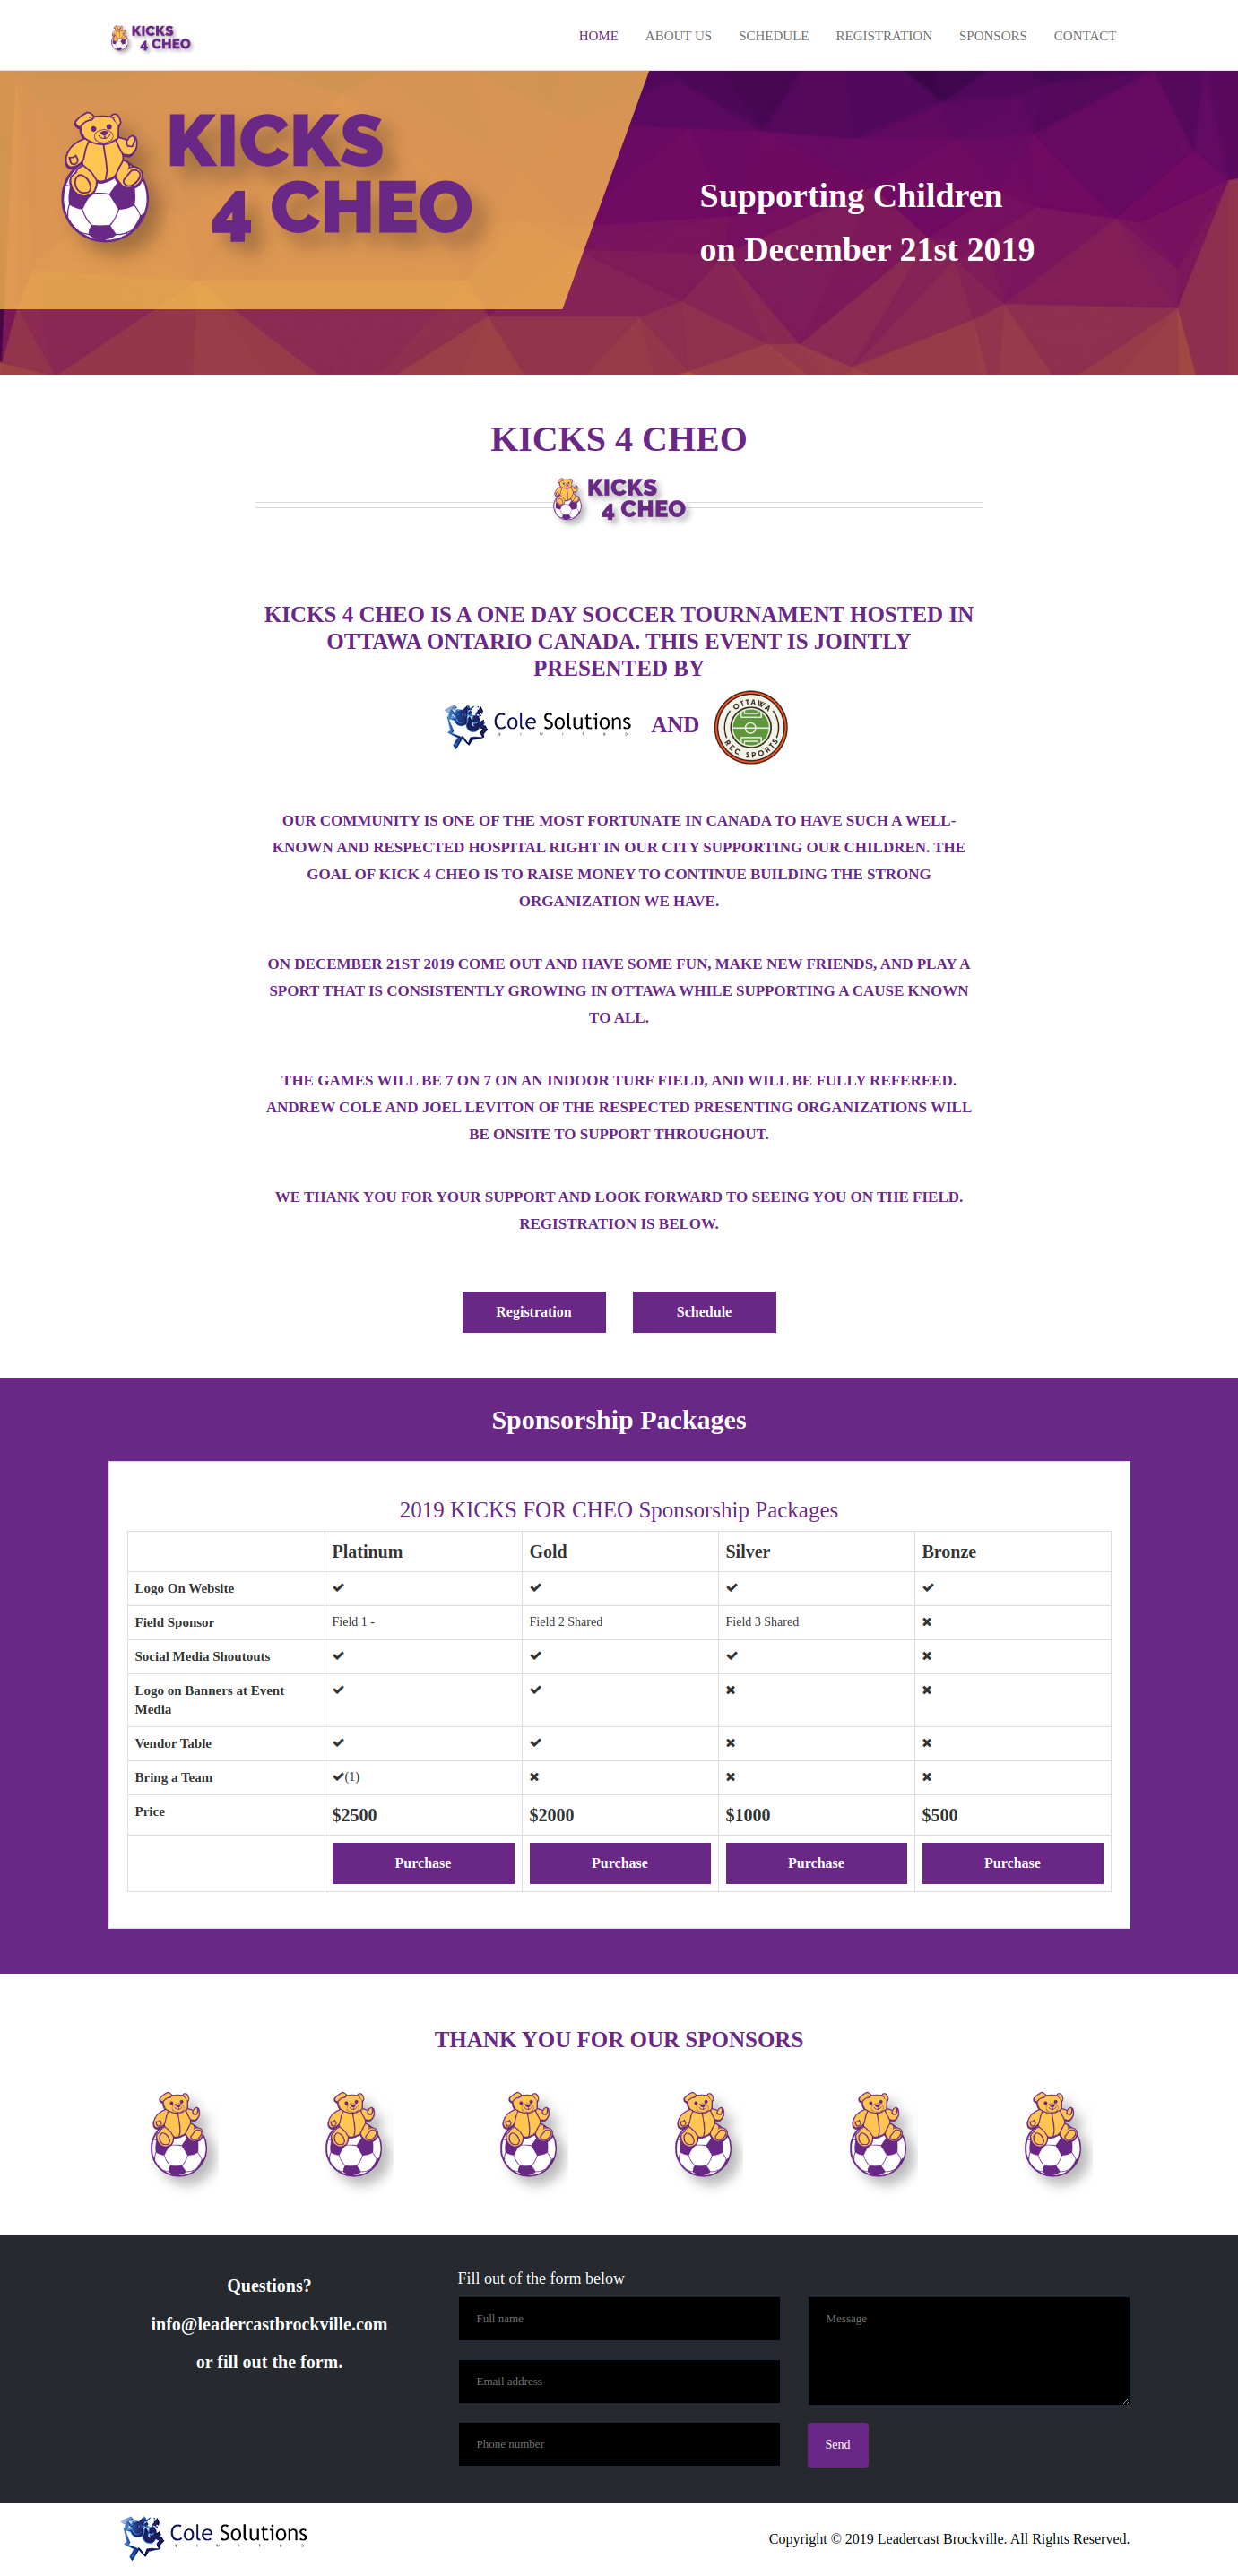 KICKS
4 CHEO
HOME ABOUT US SCHEDULE REGISTRATION SPONSORS CONTACT
KICKS
4 CHEO
Supporting Children
on December 21st 2019
KICKS 4 CHEO
KICKS
4 CHEO
KICKS 4 CHEO IS A ONE DAY SOCCER TOURNAMENT HOSTED IN
OTTAWA ONTARIO CANADA. THIS EVENT IS JOINTLY
PRESENTED BY
Cole Solutions
LIMITED
AND
OTTAWA
REC SPORTS
OUR COMMUNITY IS ONE OF THE MOST FORTUNATE IN CANADA TO HAVE SUCH A WELL-
KNOWN AND RESPECTED HOSPITAL RIGHT IN OUR CITY SUPPORTING OUR CHILDREN. THE
GOAL OF KICK 4 CHEO IS TO RAISE MONEY TO CONTINUE BUILDING THE STRONG
ORGANIZATION WE HAVE.
ON DECEMBER 21ST 2019 COME OUT AND HAVE SOME FUN, MAKE NEW FRIENDS, AND PLAY A
SPORT THAT IS CONSISTENTLY GROWING IN OTTAWA WHILE SUPPORTING A CAUSE KNOWN
TO ALL.
THE GAMES WILL BE 7 ON 7 ON AN INDOOR TURF FIELD, AND WILL BE FULLY REFEREED.
ANDREW COLE AND JOEL LEVITON OF THE RESPECTED PRESENTING ORGANIZATIONS WILL
BE ONSITE TO SUPPORT THROUGHOUT.
WE THANK YOU FOR YOUR SUPPORT AND LOOK FORWARD TO SEEING YOU ON THE FIELD.
REGISTRATION IS BELOW.
Registration Schedule
Sponsorship Packages
2019 KICKS FOR CHEO Sponsorship Packages
Platinum Gold Silver Bronze
Logo On Website ✔ ✔ ✔ ✔
Field Sponsor Field 1 - Field 2 Shared Field 3 Shared ✖
Social Media Shoutouts ✔ ✔ ✔ ✖
Logo on Banners at Event
Media ✔ ✔ ✖ ✖
Vendor Table ✔ ✔ ✖ ✖
Bring a Team ✔(1) ✖ ✖ ✖
Price $2500 $2000 $1000 $500
Purchase Purchase Purchase Purchase
THANK YOU FOR OUR SPONSORS
Questions?
info@leadercastbrockville.com
or fill out the form.
Fill out of the form below
Full name
Email address
Phone number
Message
Send
Cole Solutions
LIMITED
Copyright © 2019 Leadercast Brockville. All Rights Reserved.